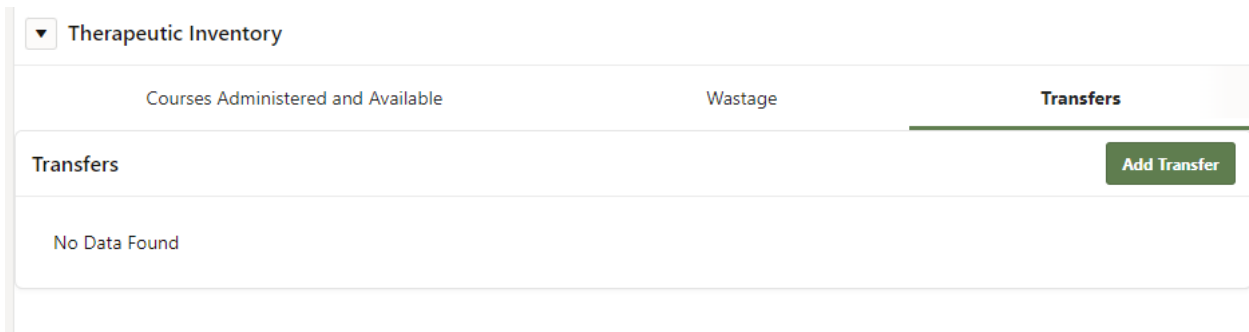 Therapeutic Inventory
Courses Administered and Available Wastage Transfers
Transfers Add Transfer
No Data Found